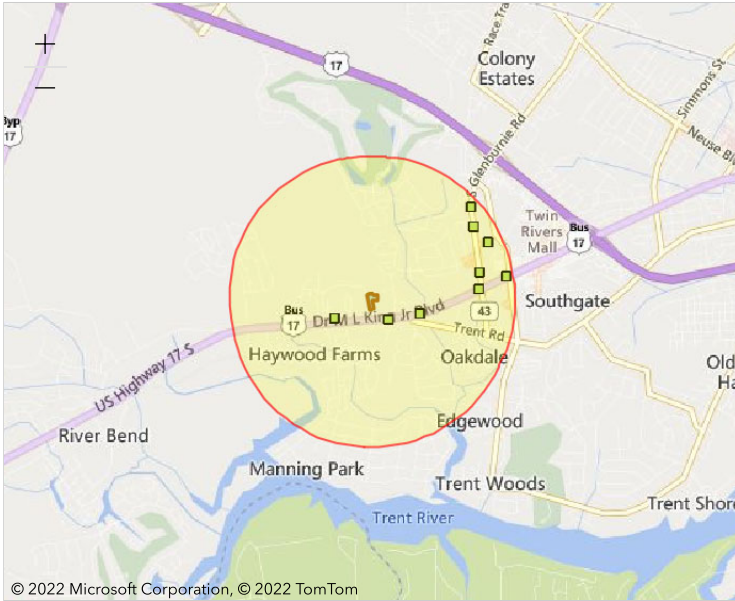 Race Tra
Colony
Estates
17
Simmons St
Byp
17
Neuse Bl
S Glenburnie Rd
Twin
Rivers
Mall
Bus
17
Southgate
Bus
17
Dr M L King Jr Blvd
43
Trent Rd
Haywood Farms
Oakdale
US Highway 17 S
Old
Ha
River Bend
Edgewood
Manning Park
Trent Woods
Trent Shore
Trent River
© 2022 Microsoft Corporation, © 2022 TomTom